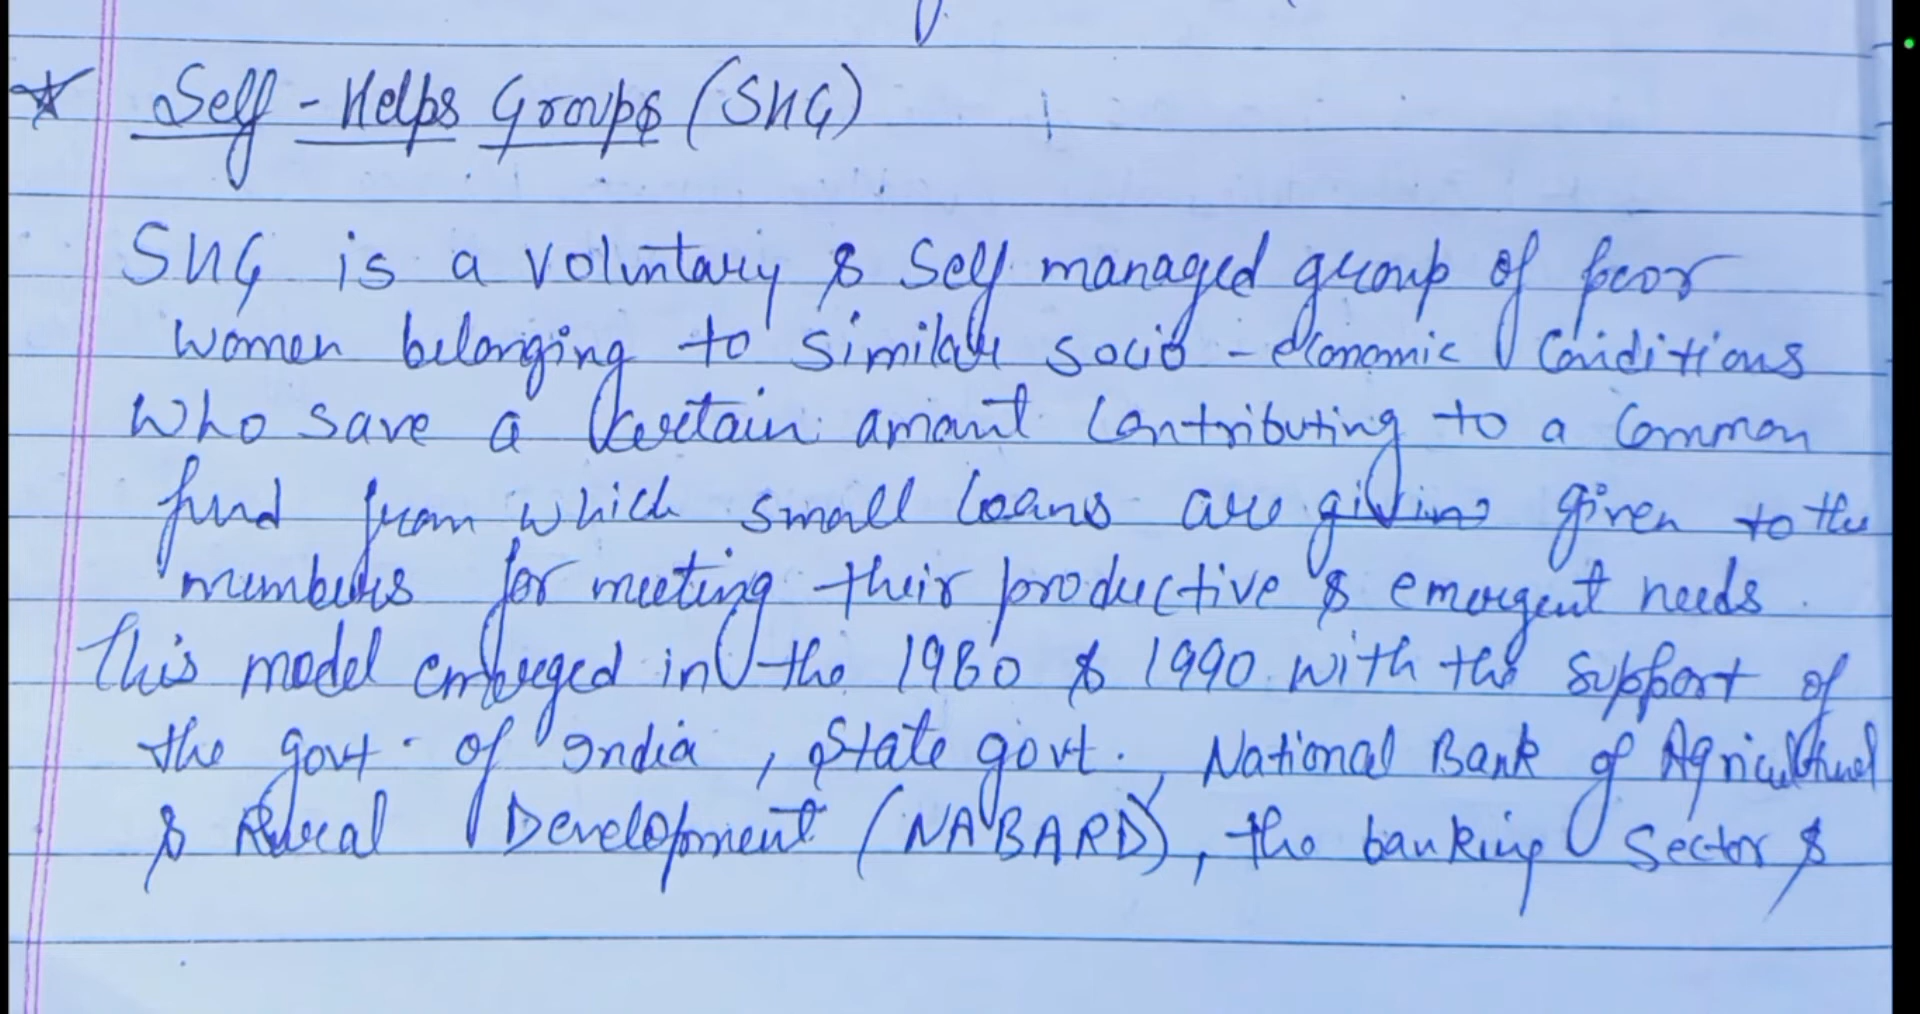 ★ Self-Helps Groups (SHG)
SHG is a voluntary & Self managed group of poor
women belonging to similar socio-economic Conditions
who save a certain amount Contributing to a Common
fund from which small loans are giving given to the
members for meeting their productive & emergent needs.
This model emerged in the 1980 & 1990 with the support of
the govt. of India, State govt., National Bank of Agricultural
& Rural Development (NABARD), the banking Sector &